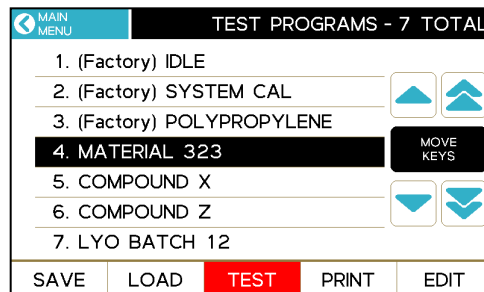 MAIN
MENU
TEST PROGRAMS - 7 TOTAL
1. (Factory) IDLE
2. (Factory) SYSTEM CAL
3. (Factory) POLYPROPYLENE
4. MATERIAL 323
5. COMPOUND X
6. COMPOUND Z
7. LYO BATCH 12
MOVE
KEYS
SAVE LOAD TEST PRINT EDIT